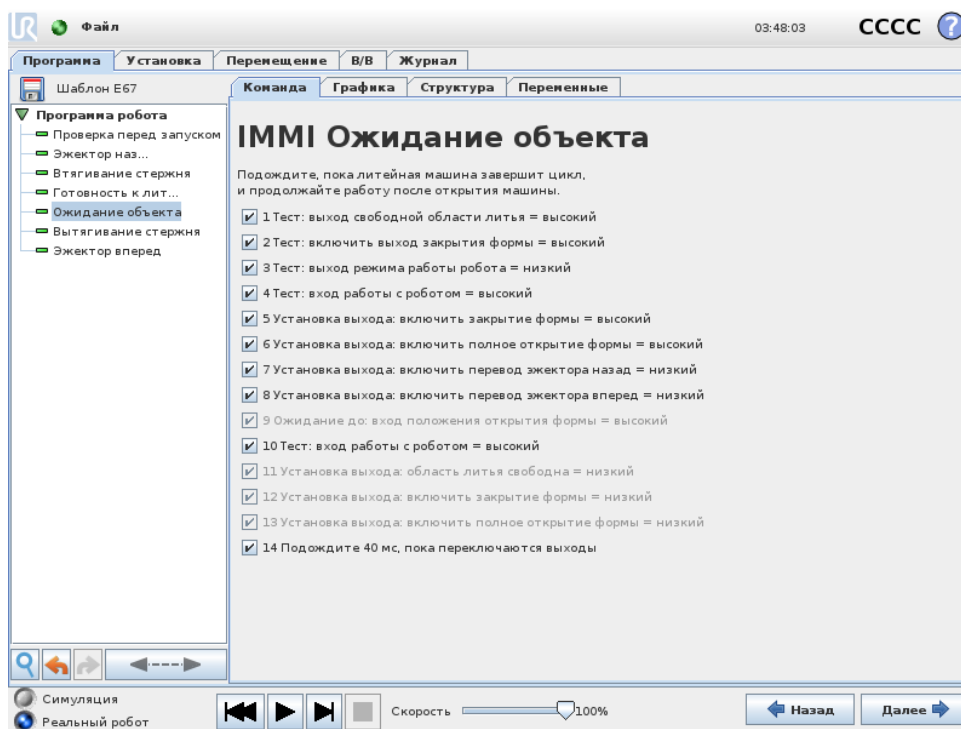 UR Файл 03:48:03 CCCC ?
Программа Установка Перемещение В/В Журнал
Шаблон E67
Команда Графика Структура Переменные
Программа робота
Проверка перед запуском
Эжектор наз...
Втягивание стержня
Готовность к лит...
Ожидание объекта
Вытягивание стержня
Эжектор вперед
IMMI Ожидание объекта
Подождите, пока литейная машина завершит цикл,
и продолжайте работу после открытия машины.
1 Тест: выход свободной области литья = высокий
2 Тест: включить выход закрытия формы = высокий
3 Тест: выход режима работы робота = низкий
4 Тест: вход работы с роботом = высокий
5 Установка выхода: включить закрытие формы = высокий
6 Установка выхода: включить полное открытие формы = высокий
7 Установка выхода: включить перевод эжектора назад = низкий
8 Установка выхода: включить перевод эжектора вперед = низкий
9 Ожидание до: вход положения открытия формы = высокий
10 Тест: вход работы с роботом = высокий
11 Установка выхода: область литья свободна = низкий
12 Установка выхода: включить закрытие формы = низкий
13 Установка выхода: включить полное открытие формы = низкий
14 Подождите 40 мс, пока переключаются выходы
Симуляция
Реальный робот
Скорость 100%
Назад Далее